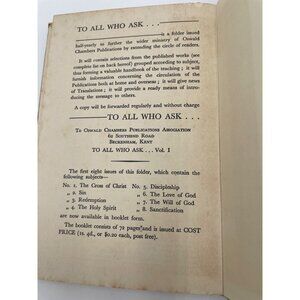 TO ALL WHO ASK . . .
is a folder issued
half-yearly to further the wider ministry of Oswald
Chambers Publications by extending the circle of readers.
It will contain selections from the published works (see
complete list on back hereof) grouped according to subject,
thus forming a valuable handbook of the teaching; it will
furnish information concerning the circulation of the
Publications both at home and overseas; it will give news
of Translations; it will provide a ready means of intro-
ducing the message to others.
A copy will be forwarded regularly and without charge
TO ALL WHO ASK . . .
To Oswald Chambers Publications Association
62 Southend Road
Beckenham, Kent
TO ALL WHO ASK . . . Vol. I
The first eight issues of this folder, which contain the
following subjects—
No. 1. The Cross of Christ No. 5. Discipleship
„ 2. Sin „ 6. The Love of God
„ 3. Redemption „ 7. The Will of God
„ 4. The Holy Spirit „ 8. Sanctification
are now available in booklet form.
The booklet consists of 72 pages and is issued at COST
PRICE (1s. 4d., or $0.20 each, post free).